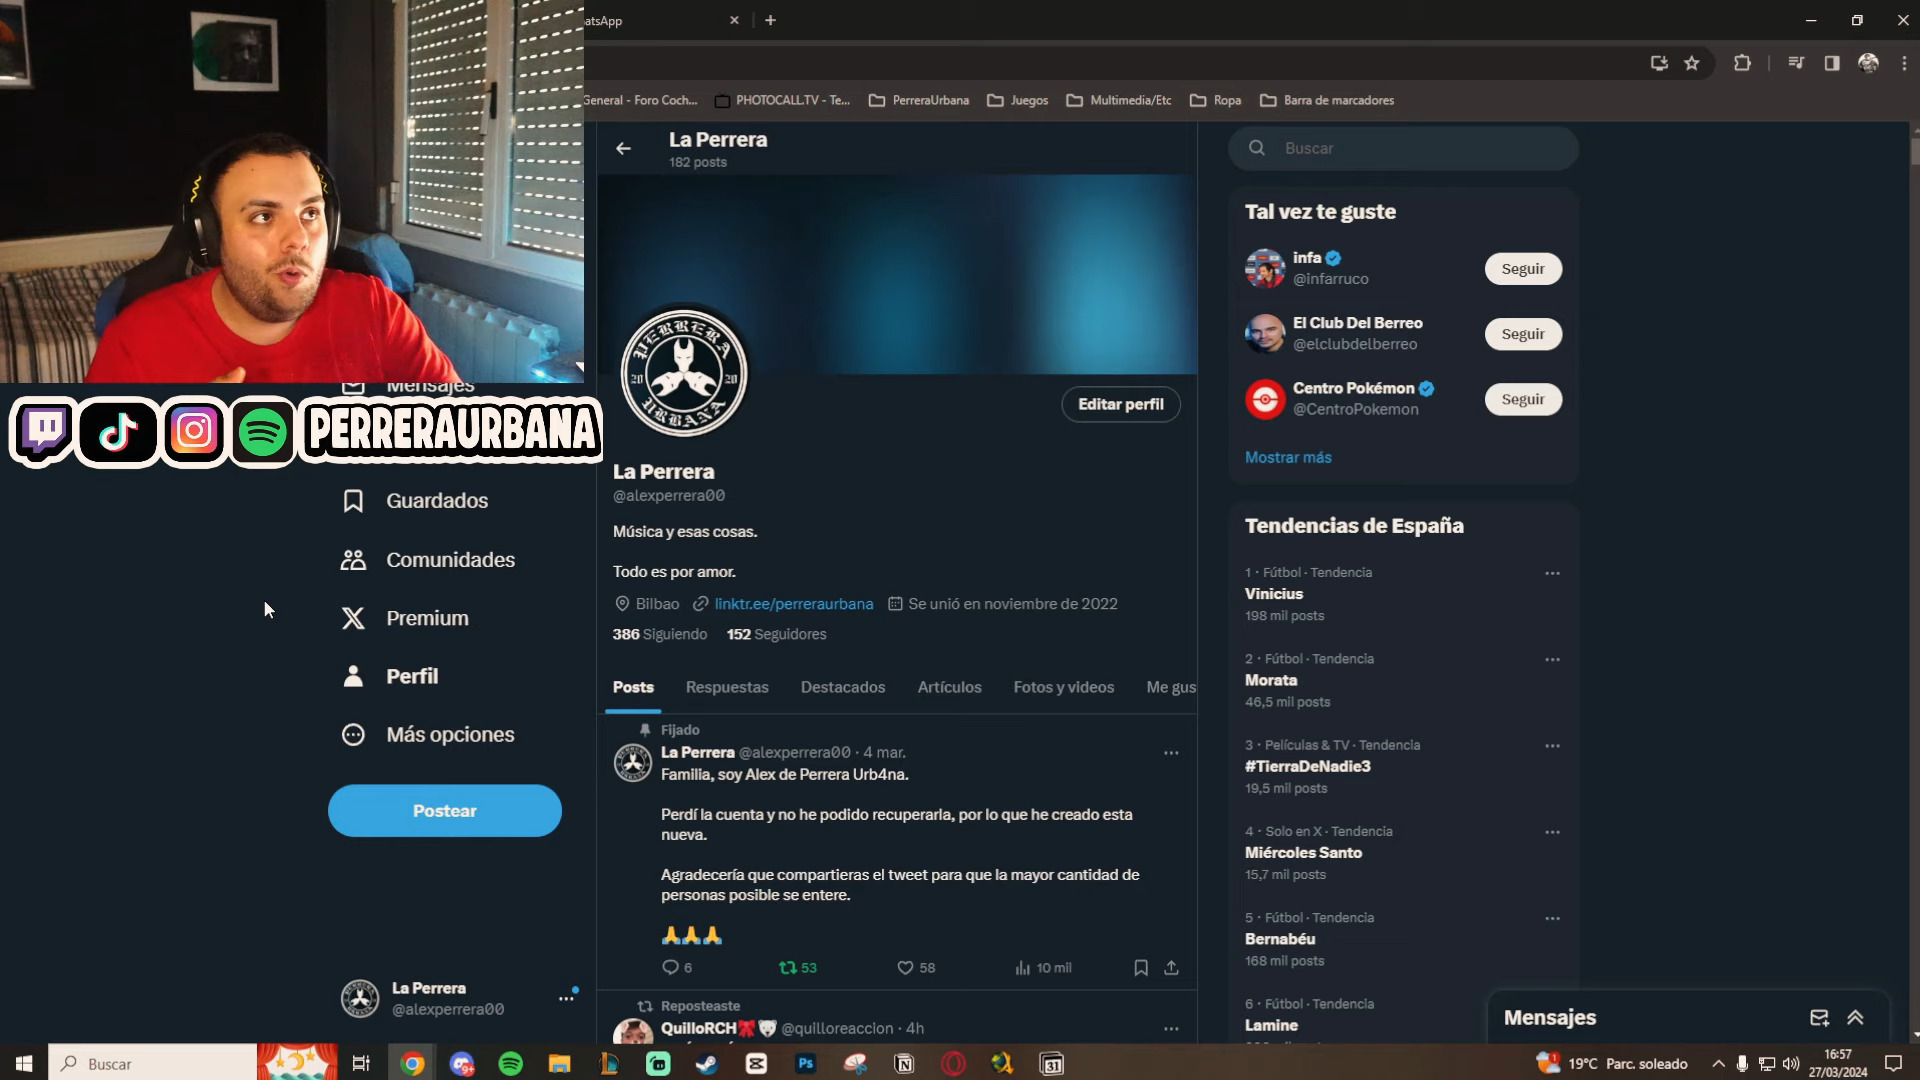 atsApp
General - Foro Coch...
PHOTOCALL.TV - Te...
PerreraUrbana
Juegos
Multimedia/Etc
Ropa
Barra de marcadores
La Perrera
182 posts
PERRERA
20 20
URBANA
Editar perfil
La Perrera
@alexperrera00
Música y esas cosas.
Todo es por amor.
Bilbao linktr.ee/perreraurbana Se unió en noviembre de 2022
386 Siguiendo 152 Seguidores
Posts Respuestas Destacados Artículos Fotos y videos Me gus
Fijado
La Perrera @alexperrera00 · 4 mar.
Familia, soy Alex de Perrera Urb4na.
Perdí la cuenta y no he podido recuperarla, por lo que he creado esta
nueva.
Agradecería que compartieras el tweet para que la mayor cantidad de
personas posible se entere.
🙏🙏🙏
6 53 58 10 mil
Reposteaste
QuilloRCH @quilloreaccion · 4h
Mensajes
PERRERAURBANA
Guardados
Comunidades
Premium
Perfil
Más opciones
Postear
La Perrera
@alexperrera00
Buscar
Tal vez te guste
infa
@infarruco
Seguir
El Club Del Berreo
@elclubdelberreo
Seguir
Centro Pokémon
@CentroPokemon
Seguir
Mostrar más
Tendencias de España
1 · Fútbol · Tendencia
Vinicius
198 mil posts
2 · Fútbol · Tendencia
Morata
46,5 mil posts
3 · Películas & TV · Tendencia
#TierraDeNadie3
19,5 mil posts
4 · Solo en X · Tendencia
Miércoles Santo
15,7 mil posts
5 · Fútbol · Tendencia
Bernabéu
168 mil posts
6 · Fútbol · Tendencia
Lamine
Mensajes
Buscar
19°C Parc. soleado
16:57
27/03/2024